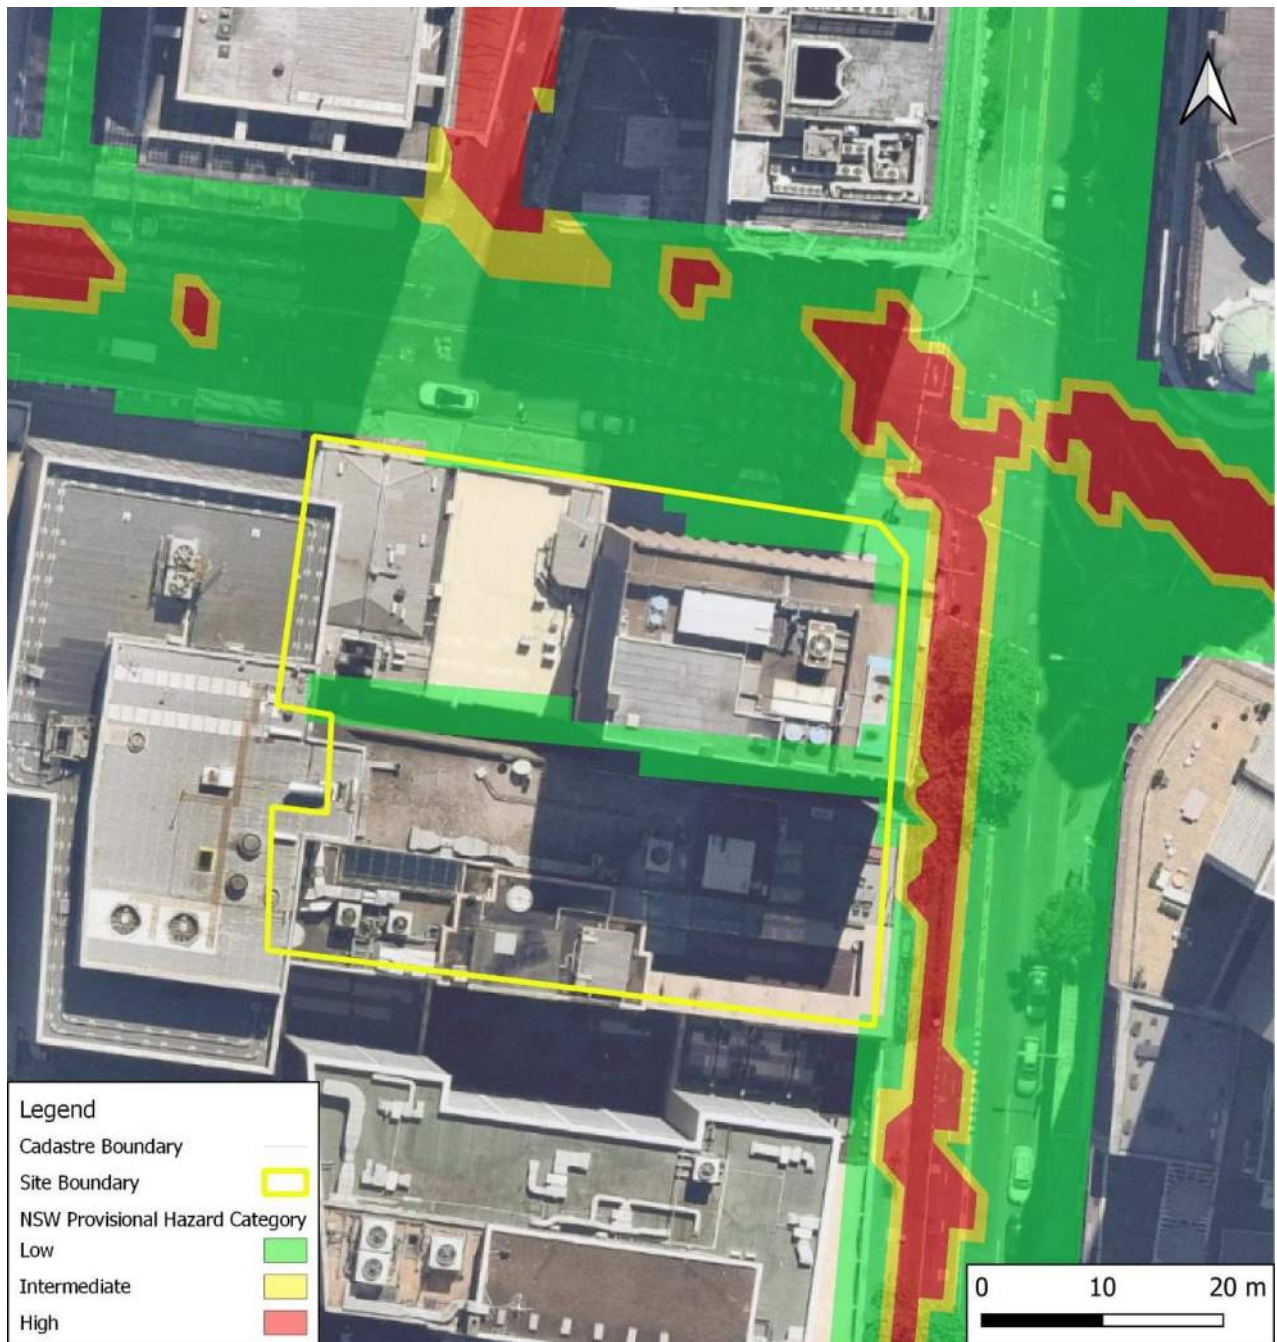 Legend
Cadastre Boundary
Site Boundary
NSW Provisional Hazard Category
Low
Intermediate
High
0 10 20 m